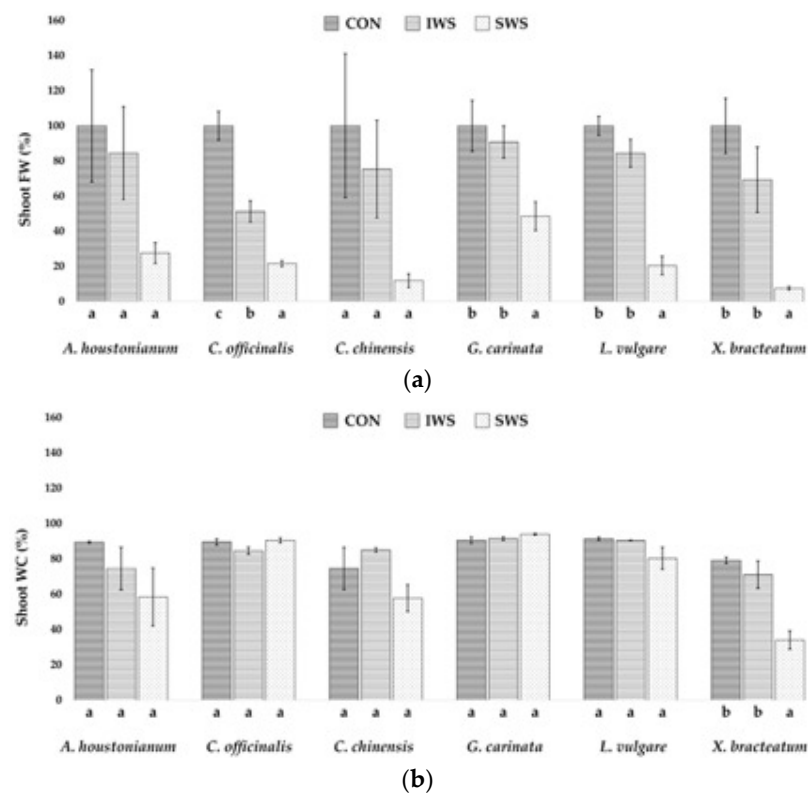 160
CON IWS SWS
140
120
100
80
60
40
20
0
Shoot FW (%)
a a a c b a a a a b b a b b a b b a
A. houstonianum C. officinalis C. chinensis G. carinata L. vulgare X. bracteatum
(a)
160
CON IWS SWS
140
120
100
80
60
40
20
0
Shoot WC (%)
a a a a a a a a a a a a a a a b b a
A. houstonianum C. officinalis C. chinensis G. carinata L. vulgare X. bracteatum
(b)